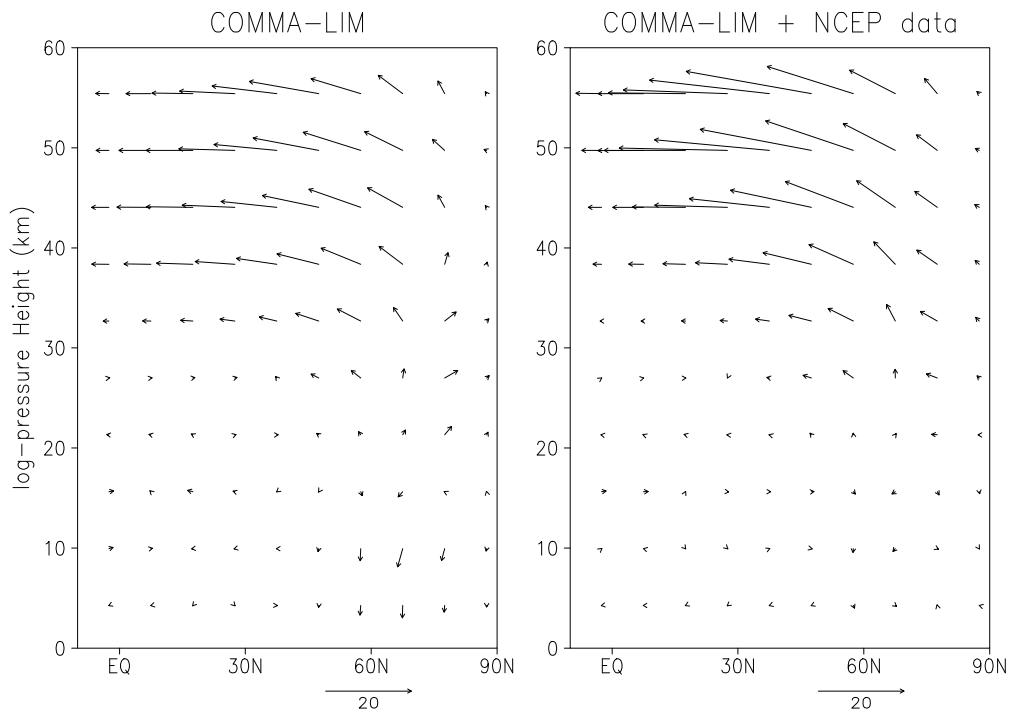 COMMA-LIM
COMMA-LIM + NCEP data
log-pressure Height (km)
60
50
40
30
20
10
0
EQ 30N 60N 90N
20
EQ 30N 60N 90N
20